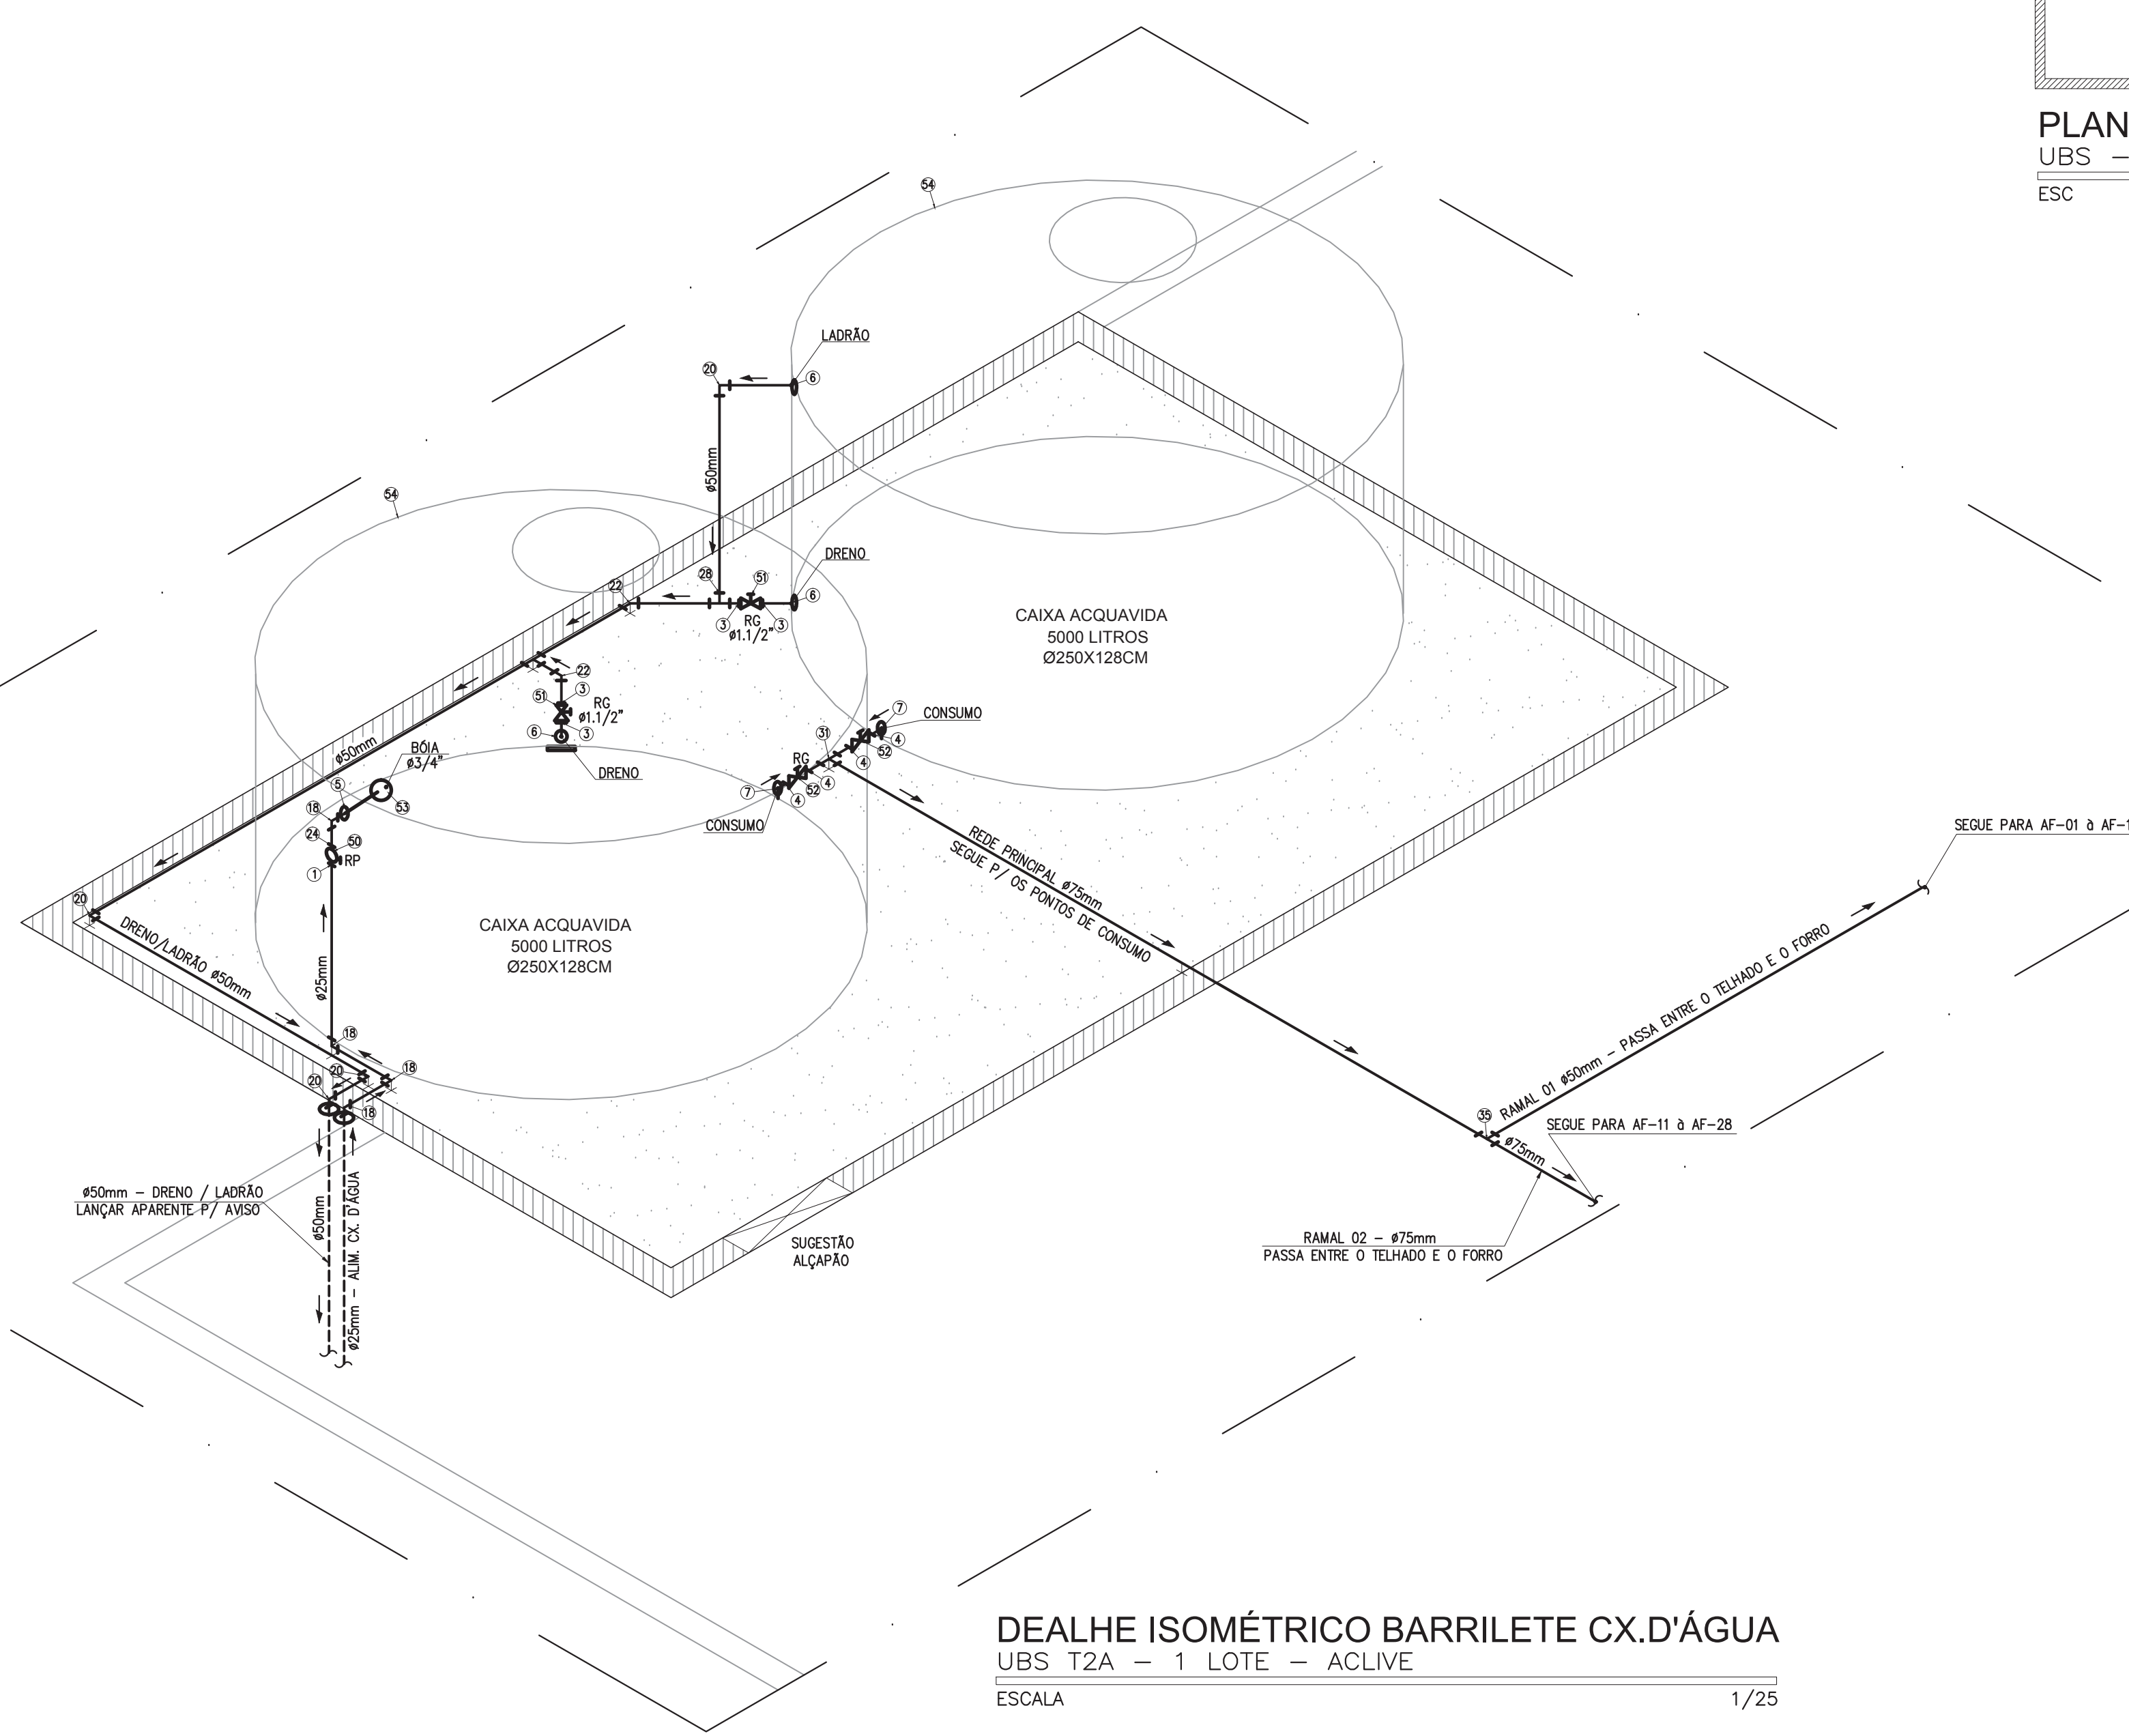 PLAN
UBS –
ESC
54
LADRÃO
20
6
ø50mm
54
DRENO
28
51
22
6
3
RG
3
ø1.1/2"
CAIXA ACQUAVIDA
5000 LITROS
Ø250X128CM
22
3
51
RG
ø1.1/2"
6
3
DRENO
7
CONSUMO
31
4
52
RG
4
4
52
7
4
CONSUMO
ø50mm
BÓIA
ø3/4"
5
53
18
24
50
RP
1
REDE PRINCIPAL ø75mm
SEGUE P/ OS PONTOS DE CONSUMO
SEGUE PARA AF-01 à AF-1
20
DRENO/LADRÃO ø50mm
CAIXA ACQUAVIDA
5000 LITROS
Ø250X128CM
ø25mm
18
20
18
20
18
RAMAL 01 ø50mm – PASSA ENTRE O TELHADO E O FORRO
35
ø75mm
SEGUE PARA AF-11 à AF-28
ø50mm – DRENO / LADRÃO
LANÇAR APARENTE P/ AVISO
ø50mm
ø25mm – ALIM. CX. D'ÁGUA
SUGESTÃO
ALÇAPÃO
RAMAL 02 – ø75mm
PASSA ENTRE O TELHADO E O FORRO
DEALHE ISOMÉTRICO BARRILETE CX.D'ÁGUA
UBS T2A – 1 LOTE – ACLIVE
ESCALA 1/25